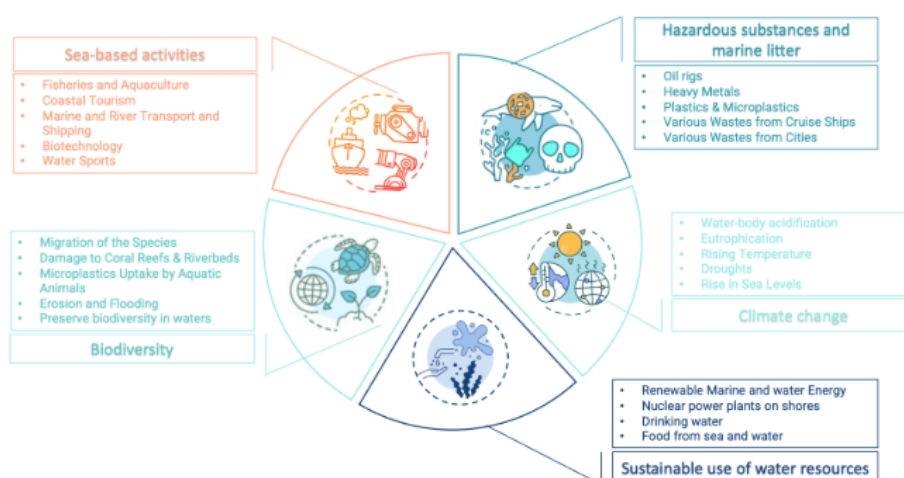 Sea-based activities
• Fisheries and Aquaculture
• Coastal Tourism
• Marine and River Transport and
Shipping
• Biotechnology
• Water Sports
Hazardous substances and
marine litter
• Oil rigs
• Heavy Metals
• Plastics & Microplastics
• Various Wastes from Cruise Ships
• Various Wastes from Cities
• Migration of the Species
• Damage to Coral Reefs & Riverbeds
• Microplastics Uptake by Aquatic
Animals
• Erosion and Flooding
• Preserve biodiversity in waters
Biodiversity
• Water-body acidification
• Eutrophication
• Rising Temperature
• Droughts
• Rise in Sea Levels
Climate change
• Renewable Marine and water Energy
• Nuclear power plants on shores
• Drinking water
• Food from sea and water
Sustainable use of water resources